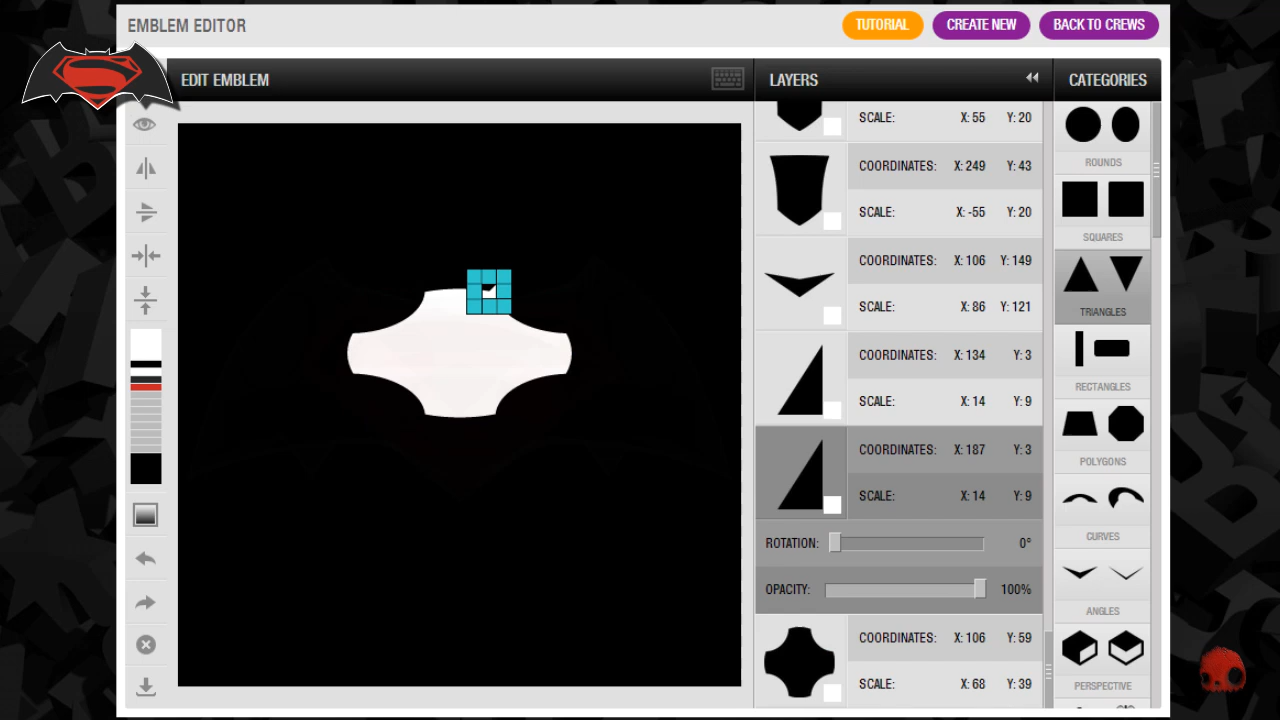 EMBLEM EDITOR
TUTORIAL
CREATE NEW
BACK TO CREWS
EDIT EMBLEM
LAYERS
CATEGORIES
SCALE: X: 55 Y: 20
COORDINATES: X: 249 Y: 43
SCALE: X: -55 Y: 20
COORDINATES: X: 106 Y: 149
SCALE: X: 86 Y: 121
COORDINATES: X: 134 Y: 3
SCALE: X: 14 Y: 9
COORDINATES: X: 187 Y: 3
SCALE: X: 14 Y: 9
ROTATION: 0°
OPACITY: 100%
COORDINATES: X: 106 Y: 59
SCALE: X: 68 Y: 39
ROUNDS
SQUARES
TRIANGLES
RECTANGLES
POLYGONS
CURVES
ANGLES
PERSPECTIVE